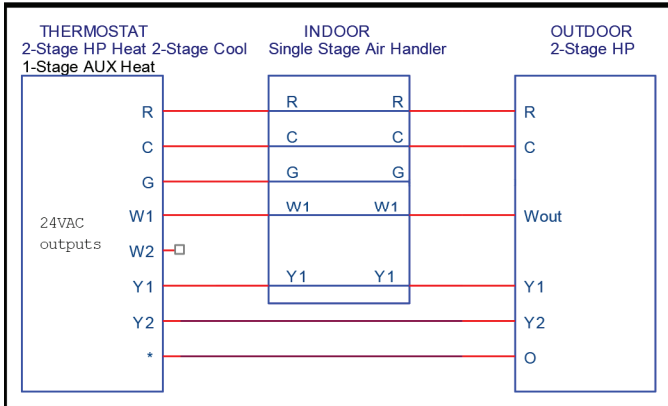 THERMOSTAT
2-Stage HP Heat 2-Stage Cool
1-Stage AUX Heat
INDOOR
Single Stage Air Handler
OUTDOOR
2-Stage HP
R
C
G
W1
W2
Y1
Y2
*
24VAC
outputs
R R
C C
G G
W1 W1
Y1 Y1
R
C
Wout
Y1
Y2
O